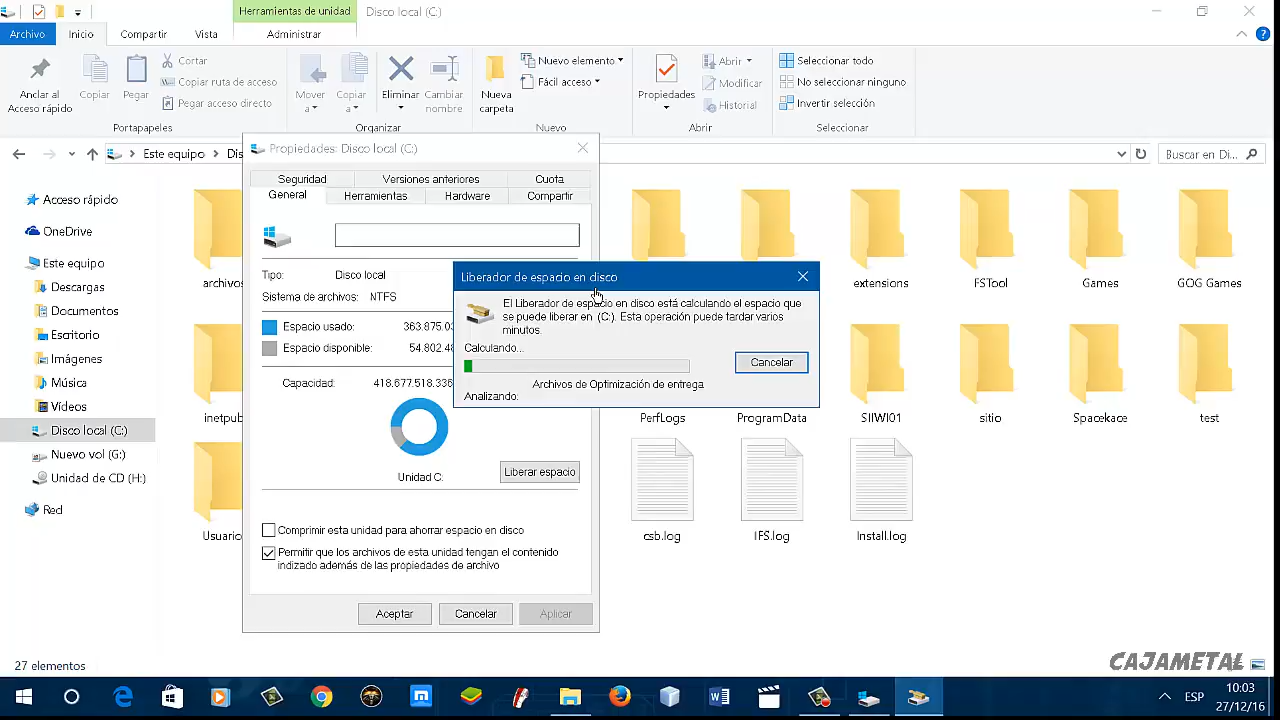 Herramientas de unidad
Disco local (C:)
Archivo
Inicio
Compartir
Vista
Administrar
Anclar al
Acceso rápido
Copiar
Pegar
Cortar
Copiar ruta de acceso
Pegar acceso directo
Portapapeles
Mover
a
Copiar
a
Eliminar
Cambiar
nombre
Organizar
Nueva
carpeta
Nuevo elemento
Fácil acceso
Nuevo
Propiedades
Abrir
Modificar
Historial
Abrir
Seleccionar todo
No seleccionar ninguno
Invertir selección
Seleccionar
Este equipo
Buscar en Di...
Acceso rápido
OneDrive
Este equipo
Descargas
Documentos
Escritorio
Imágenes
Música
Vídeos
Disco local (C:)
Nuevo vol (G:)
Unidad de CD (H:)
Red
Propiedades: Disco local (C:)
Seguridad
Versiones anteriores
Cuota
General
Herramientas
Hardware
Compartir
Tipo:
Disco local
Sistema de archivos:
NTFS
Espacio usado:
Espacio disponible:
Capacidad:
Unidad C:
Liberar espacio
Comprimir esta unidad para ahorrar espacio en disco
Permitir que los archivos de esta unidad tengan el contenido
indizado además de las propiedades de archivo
Aceptar
Cancelar
Aplicar
Liberador de espacio en disco
El Liberador de espacio en disco está calculando el espacio que
se puede liberar en (C:). Esta operación puede tardar varios
minutos.
Calculando...
Cancelar
Archivos de Optimización de entrega
Analizando:
extensions
FSTool
Games
GOG Games
PerfLogs
ProgramData
SIIWI01
sitio
Spacekace
test
csb.log
IFS.log
Install.log
27 elementos
CAJAMETAL
ESP
10:03
27/12/16